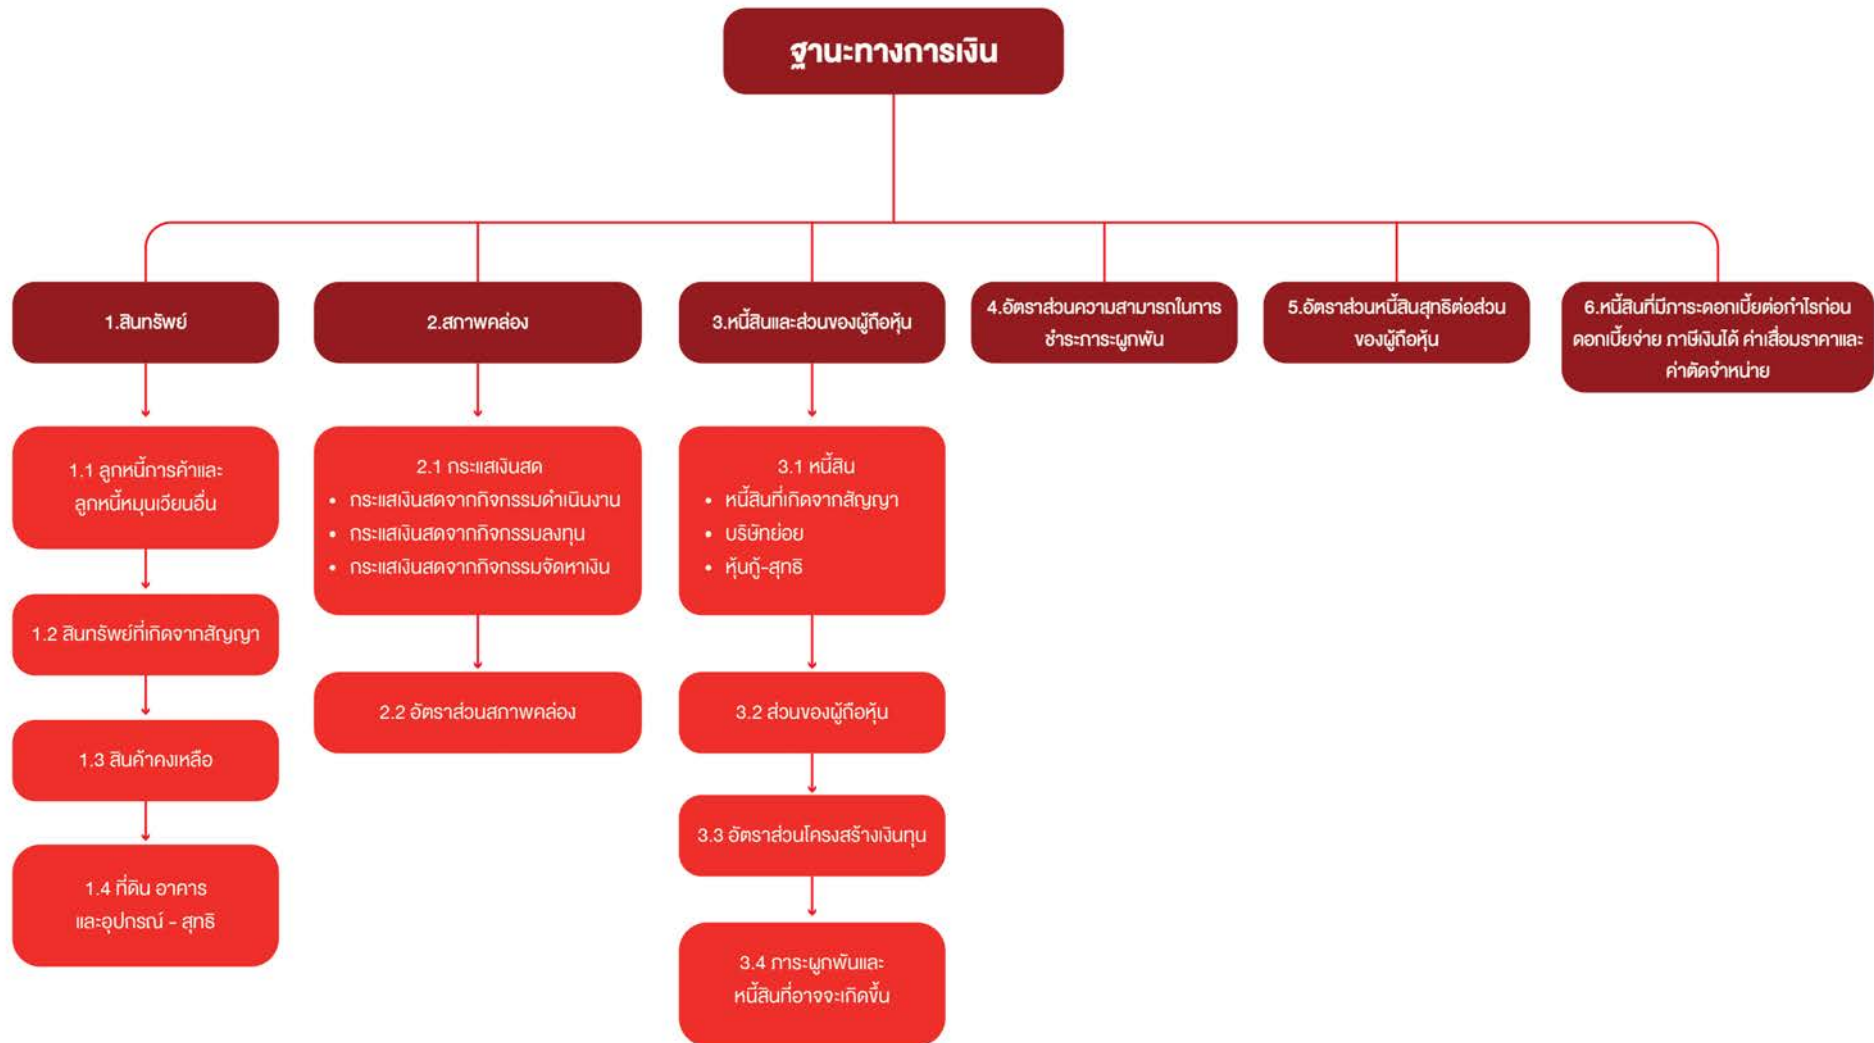 ฐานะทางการเงิน
1.สินทรัพย์
2.สภาพคล่อง
3.หนี้สินและส่วนของผู้ถือหุ้น
4.อัตราส่วนความสามารถในการ
ชำระภาระผูกพัน
5.อัตราส่วนหนี้สินสุทธิต่อส่วน
ของผู้ถือหุ้น
6.หนี้สินที่มีภาระดอกเบี้ยต่อกำไรก่อน
ดอกเบี้ยจ่าย ภาษีเงินได้ ค่าเสื่อมราคาและ
ค่าตัดจำหน่าย
1.1 ลูกหนี้การค้าและ
ลูกหนี้หมุนเวียนอื่น
1.2 สินทรัพย์ที่เกิดจากสัญญา
1.3 สินค้าคงเหลือ
1.4 ที่ดิน อาคาร
และอุปกรณ์ - สุทธิ
2.1 กระแสเงินสด
• กระแสเงินสดจากกิจกรรมดำเนินงาน
• กระแสเงินสดจากกิจกรรมลงทุน
• กระแสเงินสดจากกิจกรรมจัดหาเงิน
2.2 อัตราส่วนสภาพคล่อง
3.1 หนี้สิน
• หนี้สินที่เกิดจากสัญญา
• บริษัทย่อย
• หุ้นกู้-สุทธิ
3.2 ส่วนของผู้ถือหุ้น
3.3 อัตราส่วนโครงสร้างเงินทุน
3.4 ภาระผูกพันและ
หนี้สินที่อาจจะเกิดขึ้น